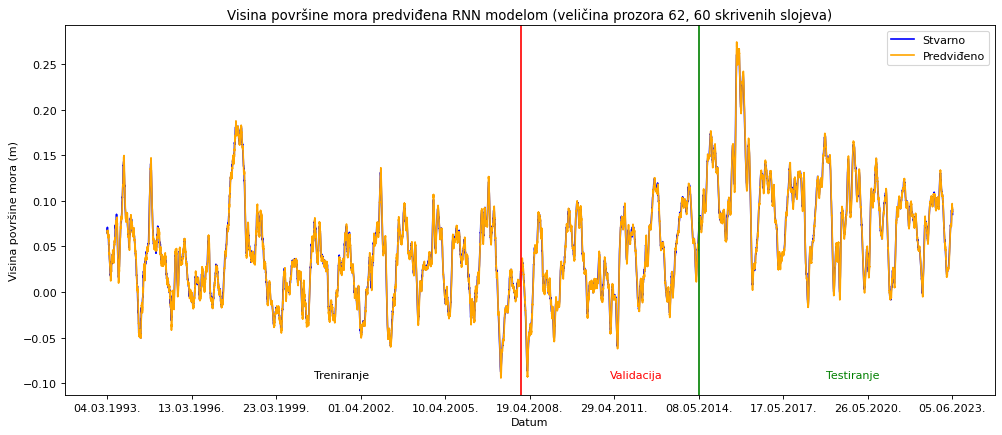 Visina površine mora predviđena RNN modelom (veličina prozora 62, 60 skrivenih slojeva)
Stvarno
Predviđeno
Visina površine mora (m)
0.25
0.20
0.15
0.10
0.05
0.00
−0.05
−0.10
Treniranje
Validacija
Testiranje
04.03.1993.
13.03.1996.
23.03.1999.
01.04.2002.
10.04.2005.
19.04.2008.
29.04.2011.
08.05.2014.
17.05.2017.
26.05.2020.
05.06.2023.
Datum